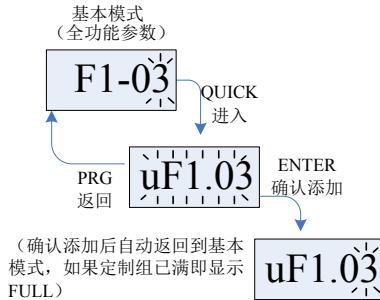 基本模式
（全功能参数）
F1-03
QUICK
进入
uF1.03
PRG
返回
ENTER
确认添加
（确认添加后自动返回到基本
模式，如果定制组已满即显示
FULL）
uF1.03